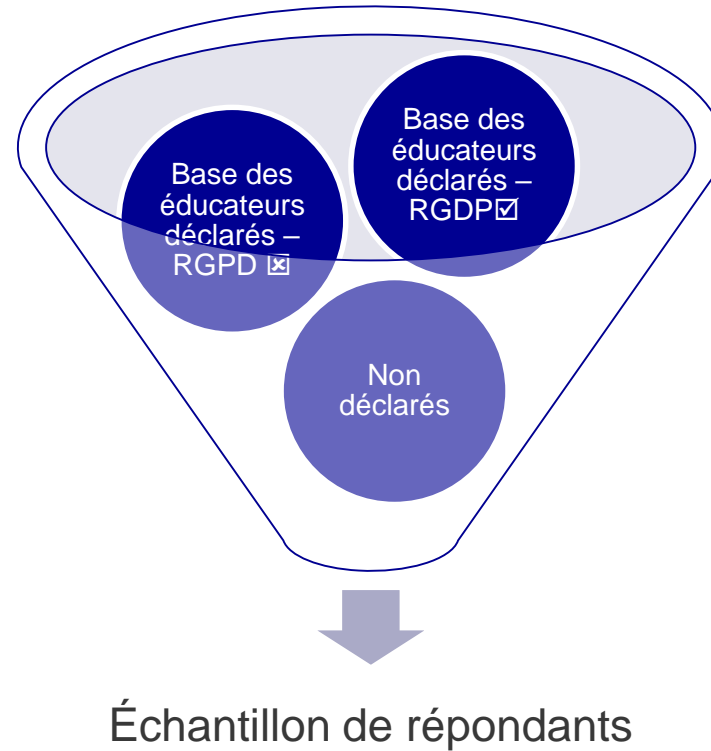 Base des
éducateurs
déclarés –
RGPD ☒
Base des
éducateurs
déclarés –
RGDP☑
Non
déclarés
Échantillon de répondants